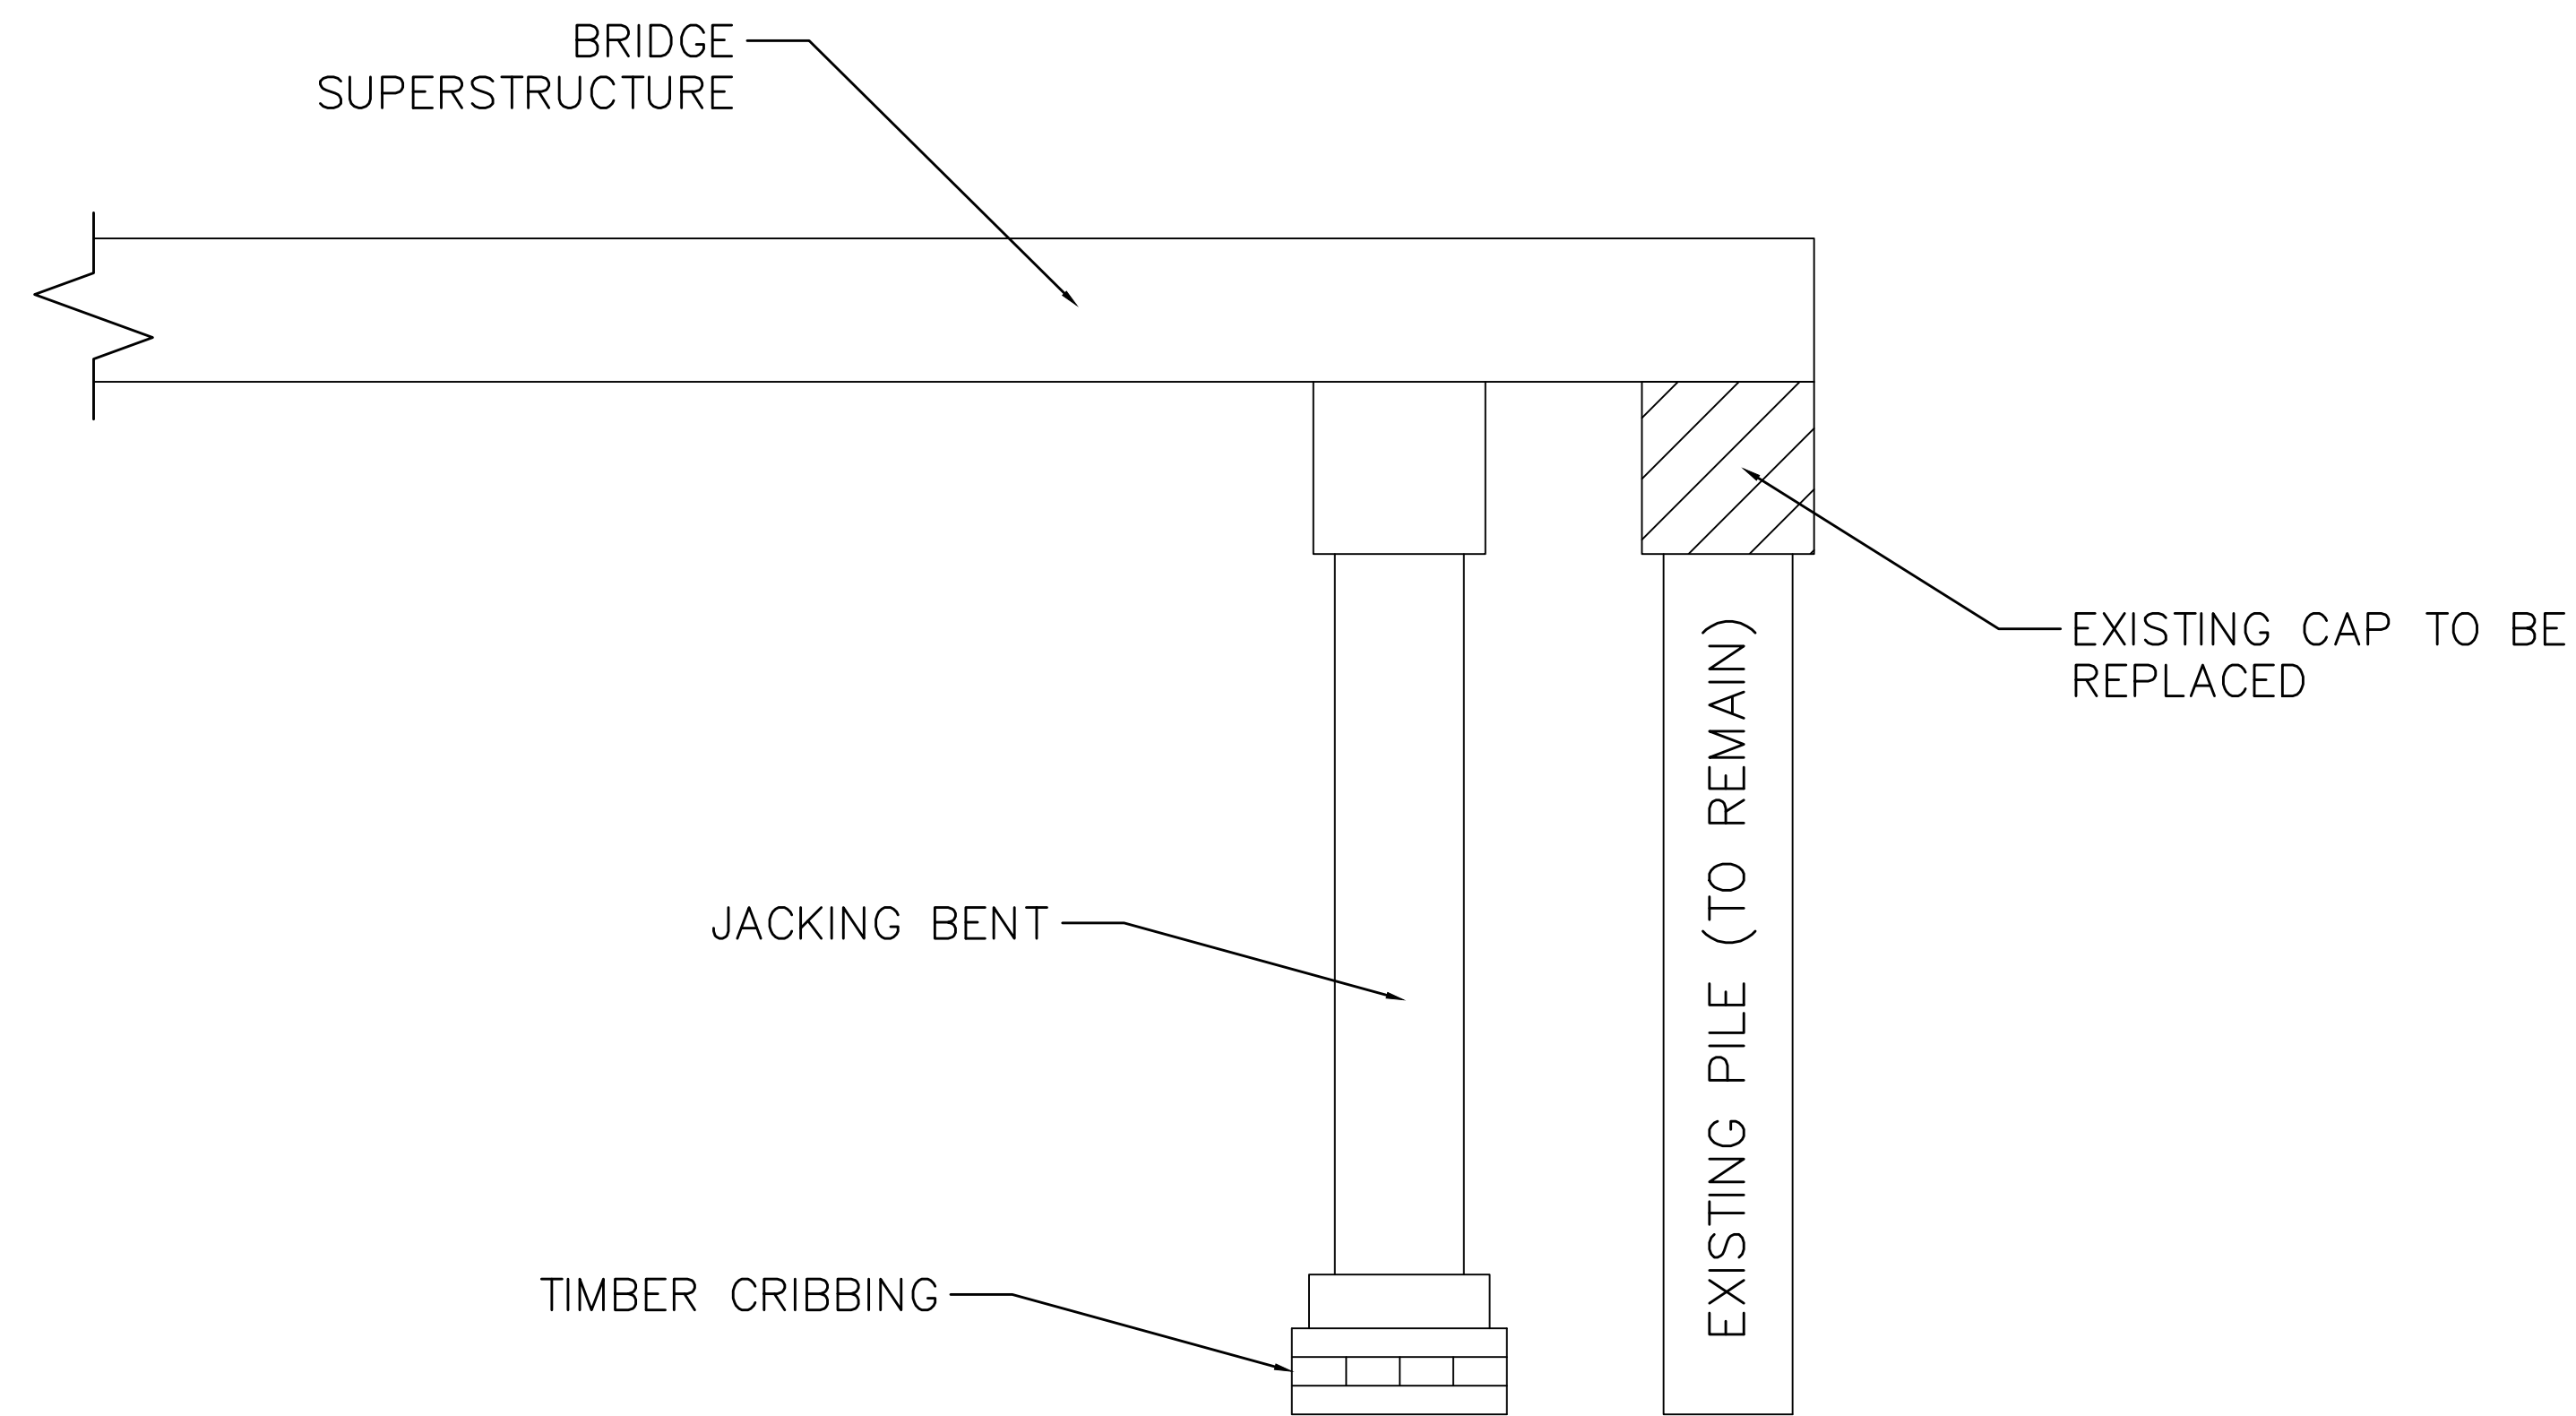 BRIDGE
SUPERSTRUCTURE
EXISTING CAP TO BE
REPLACED
JACKING BENT
EXISTING PILE (TO REMAIN)
TIMBER CRIBBING